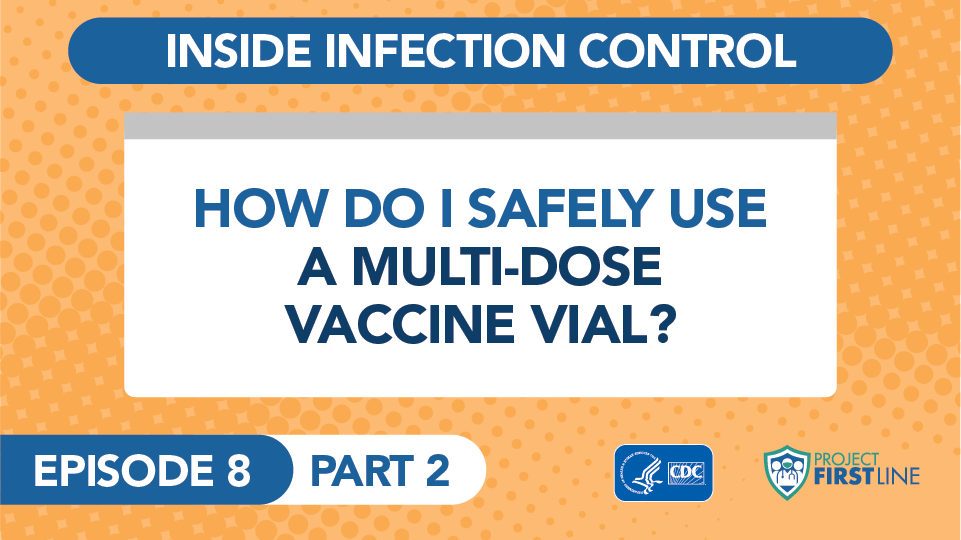 INSIDE INFECTION CONTROL
HOW DO I SAFELY USE
A MULTI-DOSE
VACCINE VIAL?
EPISODE 8 PART 2
CDC
PROJECT
FIRSTLINE